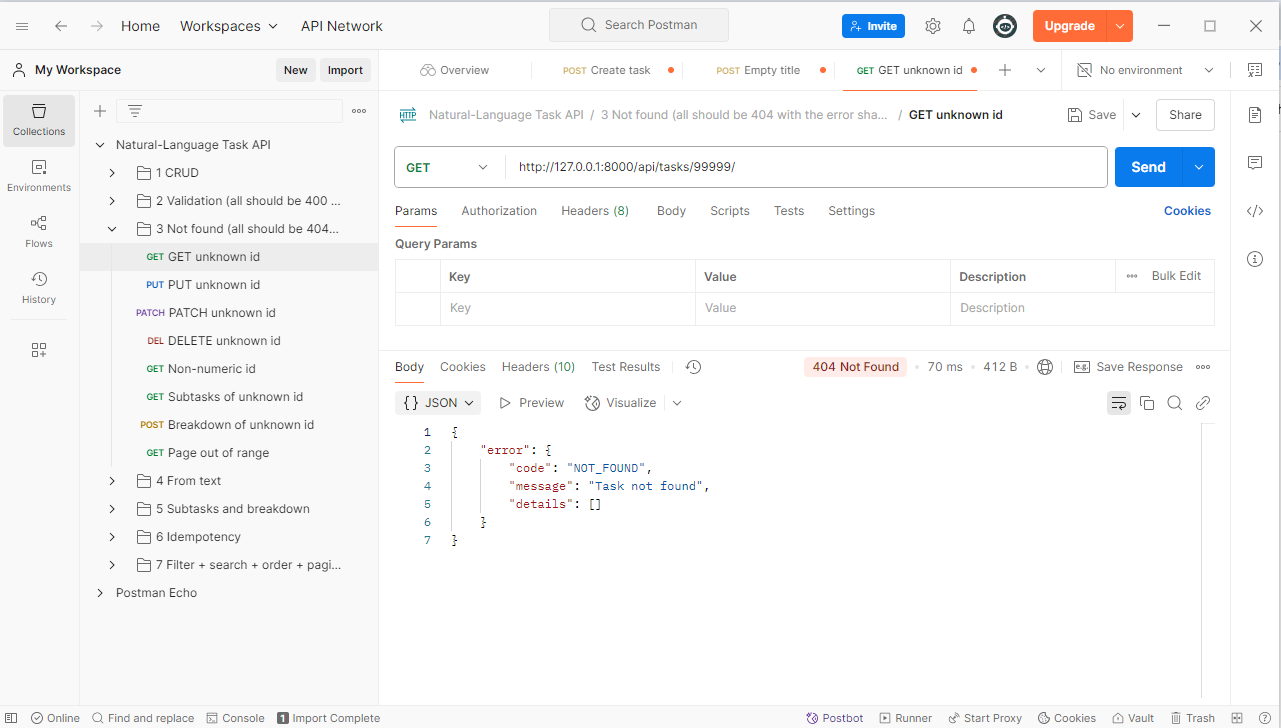 Home Workspaces API Network Search Postman Invite Upgrade
My Workspace New Import Overview POST Create task POST Empty title GET GET unknown id No environment
Collections
Environments
Flows
History
Natural-Language Task API
1 CRUD
2 Validation (all should be 400 ...
3 Not found (all should be 404...
GET GET unknown id
PUT PUT unknown id
PATCH PATCH unknown id
DEL DELETE unknown id
GET Non-numeric id
GET Subtasks of unknown id
POST Breakdown of unknown id
GET Page out of range
4 From text
5 Subtasks and breakdown
6 Idempotency
7 Filter + search + order + pagi...
Postman Echo
HTTP Natural-Language Task API / 3 Not found (all should be 404 with the error sha... / GET unknown id Save Share
GET http://127.0.0.1:8000/api/tasks/99999/ Send
Params Authorization Headers (8) Body Scripts Tests Settings Cookies
Query Params
Key Value Description Bulk Edit
Key Value Description
Body Cookies Headers (10) Test Results 404 Not Found 70 ms 412 B e.g. Save Response
{} JSON Preview Visualize
1 {
2 "error": {
3 "code": "NOT_FOUND",
4 "message": "Task not found",
5 "details": []
6 }
7 }
Online Find and replace Console 1 Import Complete Postbot Runner Start Proxy Cookies Vault Trash